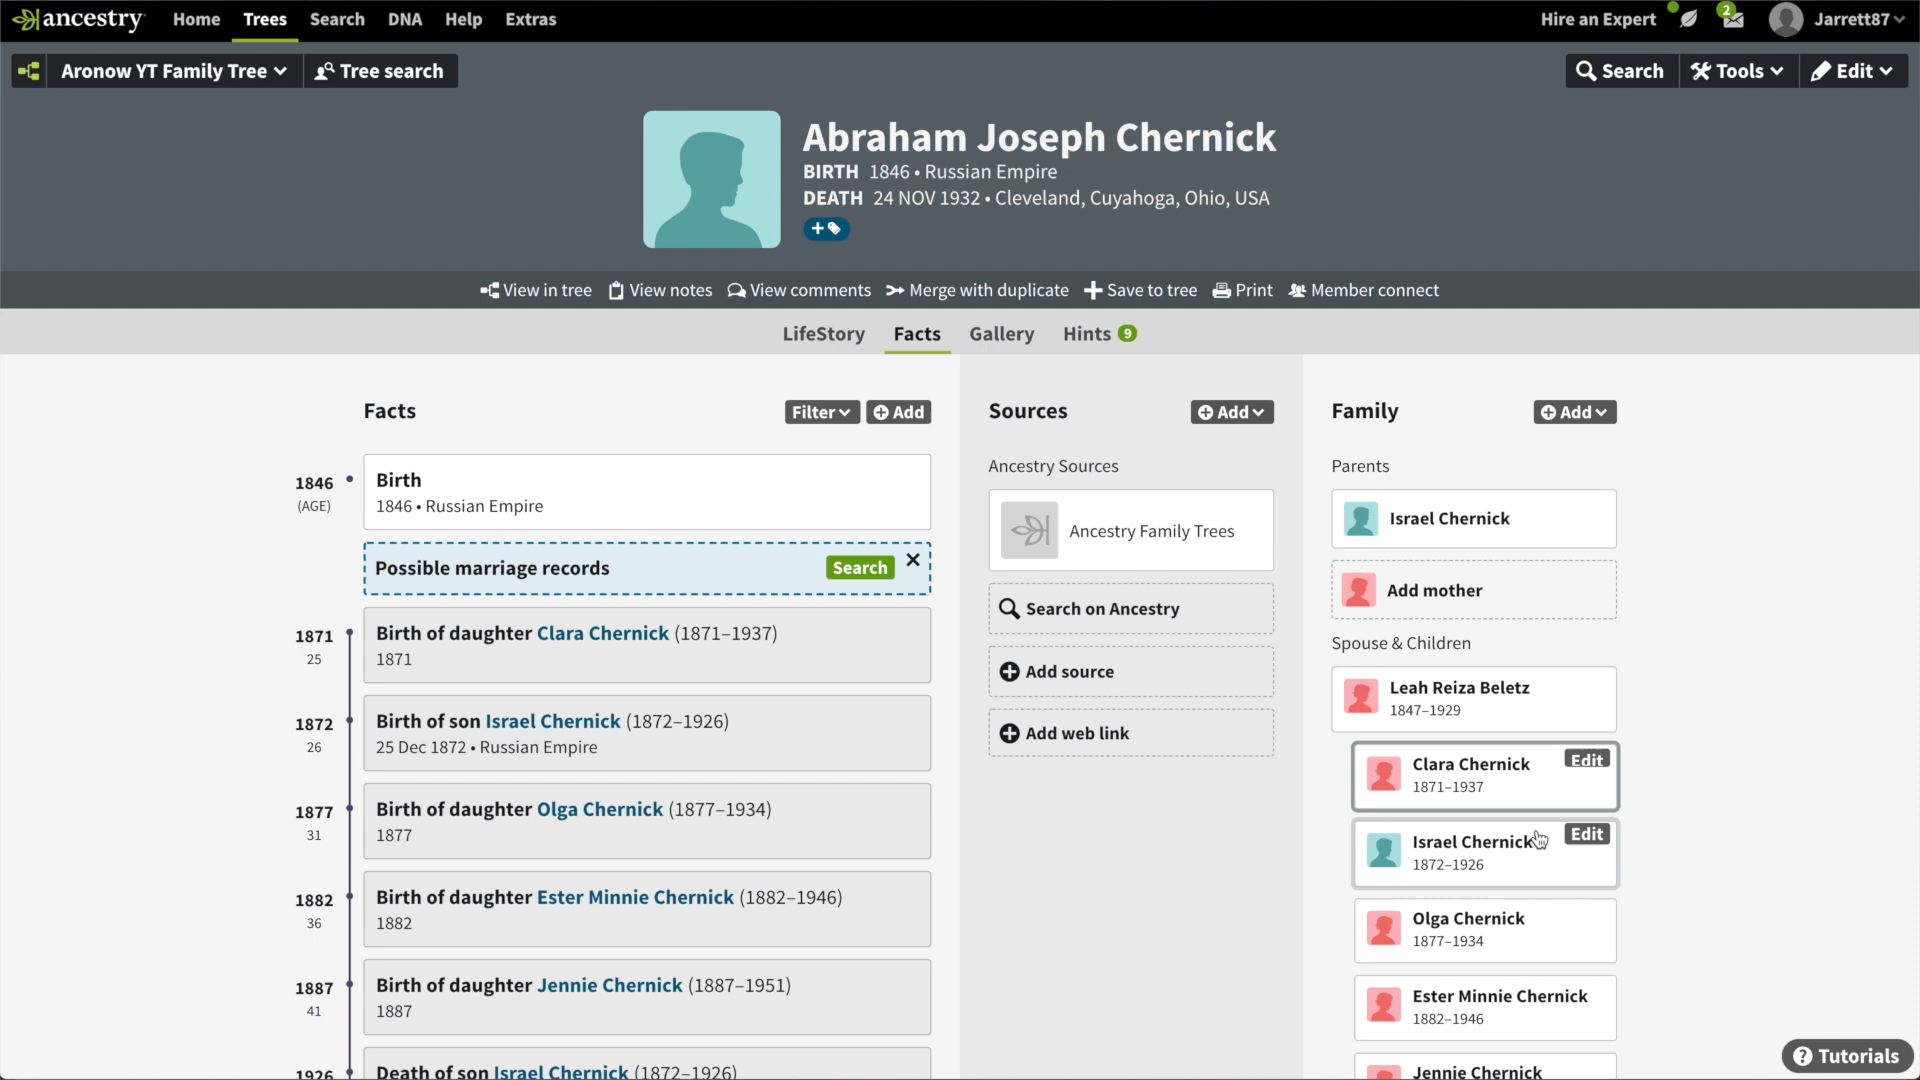 ancestry
Home
Trees
Search
DNA
Help
Extras
Hire an Expert
2
Jarrett87
Aronow YT Family Tree
Tree search
Search
Tools
Edit
Abraham Joseph Chernick
BIRTH 1846 • Russian Empire
DEATH 24 NOV 1932 • Cleveland, Cuyahoga, Ohio, USA
View in tree
View notes
View comments
Merge with duplicate
Save to tree
Print
Member connect
LifeStory
Facts
Gallery
Hints 9
Facts
Filter
Add
1846
(AGE)
Birth
1846 • Russian Empire
Possible marriage records
Search
1871
25
Birth of daughter Clara Chernick (1871–1937)
1871
1872
26
Birth of son Israel Chernick (1872–1926)
25 Dec 1872 • Russian Empire
1877
31
Birth of daughter Olga Chernick (1877–1934)
1877
1882
36
Birth of daughter Ester Minnie Chernick (1882–1946)
1882
1887
41
Birth of daughter Jennie Chernick (1887–1951)
1887
1926
Death of son Israel Chernick (1872–1926)
Sources
Add
Ancestry Sources
Ancestry Family Trees
Search on Ancestry
Add source
Add web link
Family
Add
Parents
Israel Chernick
Add mother
Spouse & Children
Leah Reiza Beletz
1847–1929
Clara Chernick
Edit
1871–1937
Israel Chernick
Edit
1872–1926
Olga Chernick
1877–1934
Ester Minnie Chernick
1882–1946
Jennie Chernick
Tutorials